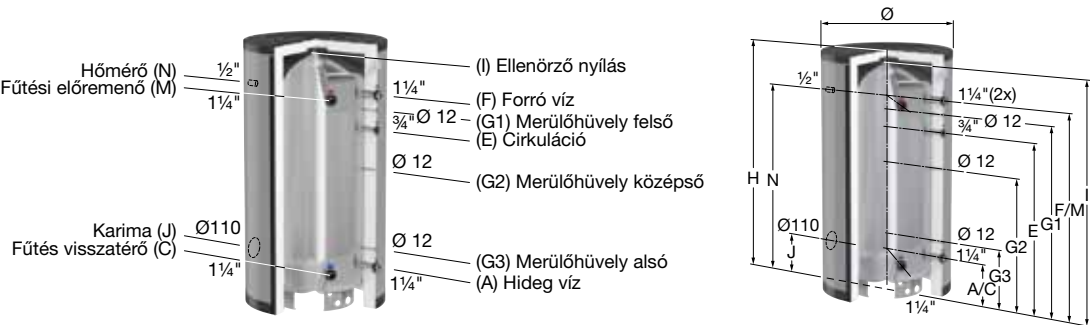 Hőmérő (N) ½"
Fűtési előremenő (M) 1¼"
Karima (J) Ø110
Fűtés visszatérő (C) 1¼"
(I) Ellenörző nyílás
1¼" (F) Forró víz
Ø 12 (G1) Merülőhüvely felső
¾" (E) Cirkuláció
Ø 12 (G2) Merülőhüvely középső
Ø 12 (G3) Merülőhüvely alsó
1¼" (A) Hideg víz
Ø
½"
1¼"(2x)
Ø 12
¾"
Ø 12
H
N
Ø110
J
Ø 12
1¼"
1¼"
A/C
G3
G2
E
G1
F/M
I